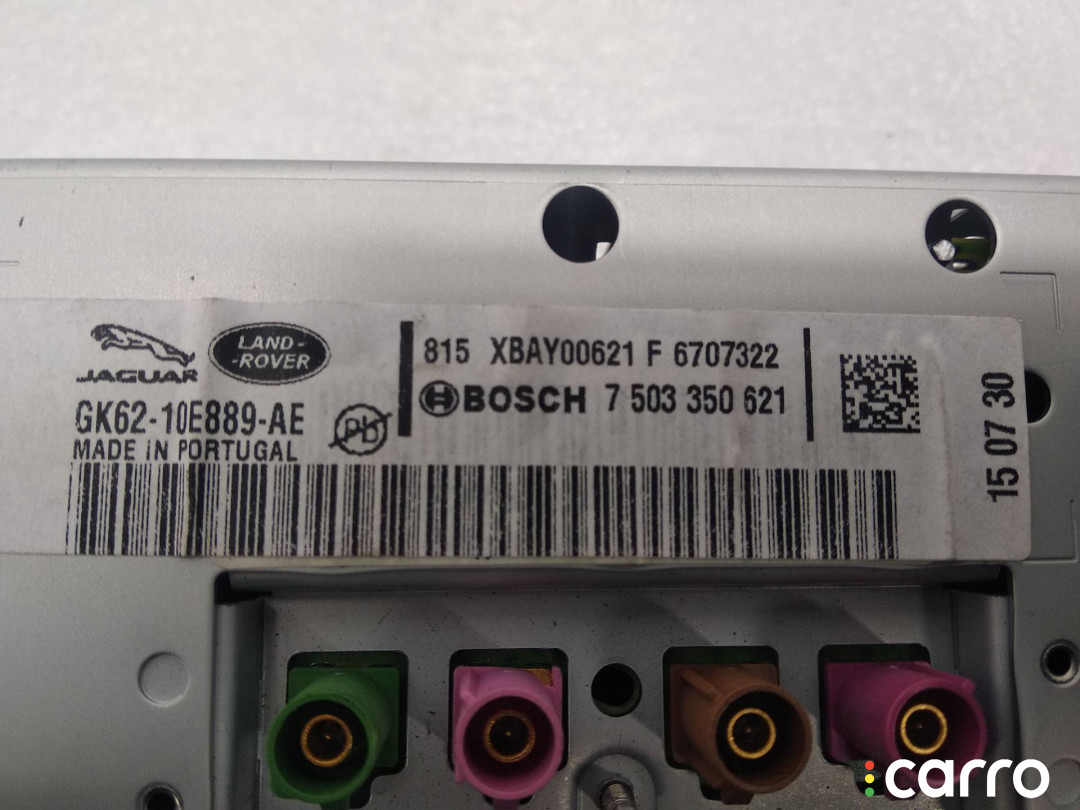 JAGUAR
LAND-
-ROVER
GK62-10E889-AE
Pb
MADE IN PORTUGAL
815 XBAY00621 F 6707322
BOSCH 7 503 350 621
15 07 30
carro